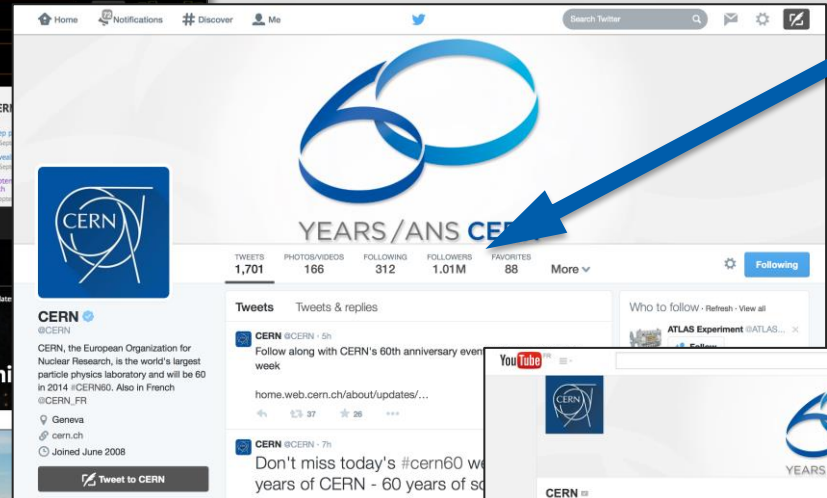 Home Notifications Discover Me Search Twitter
CERN
YEARS/ANS CERN
TWEETS PHOTOS/VIDEOS FOLLOWING FOLLOWERS FAVORITES
1,701 166 312 1.01M 88 More
Following
CERN
@CERN
CERN, the European Organization for
Nuclear Research, is the world's largest
particle physics laboratory and will be 60
in 2014 #CERN60. Also in French
@CERN_FR
Geneva
cern.ch
Joined June 2008
Tweet to CERN
Tweets Tweets & replies
CERN @CERN · 5h
Follow along with CERN's 60th anniversary
week
home.web.cern.ch/about/updates/…
37 26
CERN @CERN · 7h
Don't miss today's #cern60
years of CERN - 60 years of
Who to follow · Refresh · View all
ATLAS Experiment @ATLAS…
Follow
YouTube
CERN
YEARS
CERN